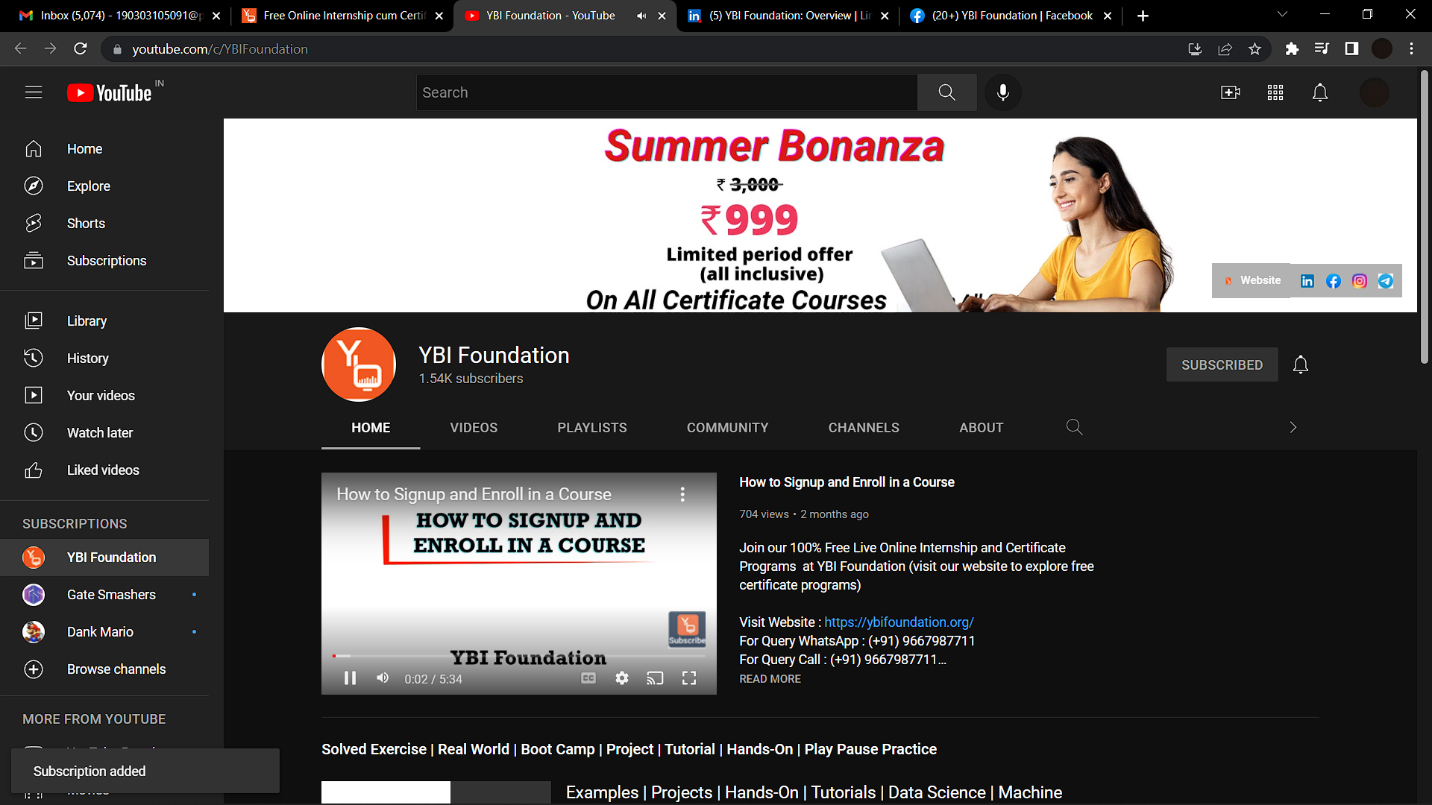 Inbox (5,074) - 190303105091@p
Free Online Internship cum Certi
YBI Foundation - YouTube
(5) YBI Foundation: Overview | Lin
(20+) YBI Foundation | Facebook
youtube.com/c/YBIFoundation
YouTube IN
Search
Home
Explore
Shorts
Subscriptions
Library
History
Your videos
Watch later
Liked videos
SUBSCRIPTIONS
YBI Foundation
Gate Smashers
Dank Mario
Browse channels
MORE FROM YOUTUBE
Subscription added
Summer Bonanza
₹ 3,000
₹999
Limited period offer
(all inclusive)
On All Certificate Courses
Website
YBI Foundation
1.54K subscribers
SUBSCRIBED
HOME
VIDEOS
PLAYLISTS
COMMUNITY
CHANNELS
ABOUT
How to Signup and Enroll in a Course
HOW TO SIGNUP AND
ENROLL IN A COURSE
Subscribe
YBI Foundation
0:02 / 5:34
How to Signup and Enroll in a Course
704 views • 2 months ago
Join our 100% Free Live Online Internship and Certificate
Programs at YBI Foundation (visit our website to explore free
certificate programs)
Visit Website : https://ybifoundation.org/
For Query WhatsApp : (+91) 9667987711
For Query Call : (+91) 9667987711...
READ MORE
Solved Exercise | Real World | Boot Camp | Project | Tutorial | Hands-On | Play Pause Practice
Examples | Projects | Hands-On | Tutorials | Data Science | Machine